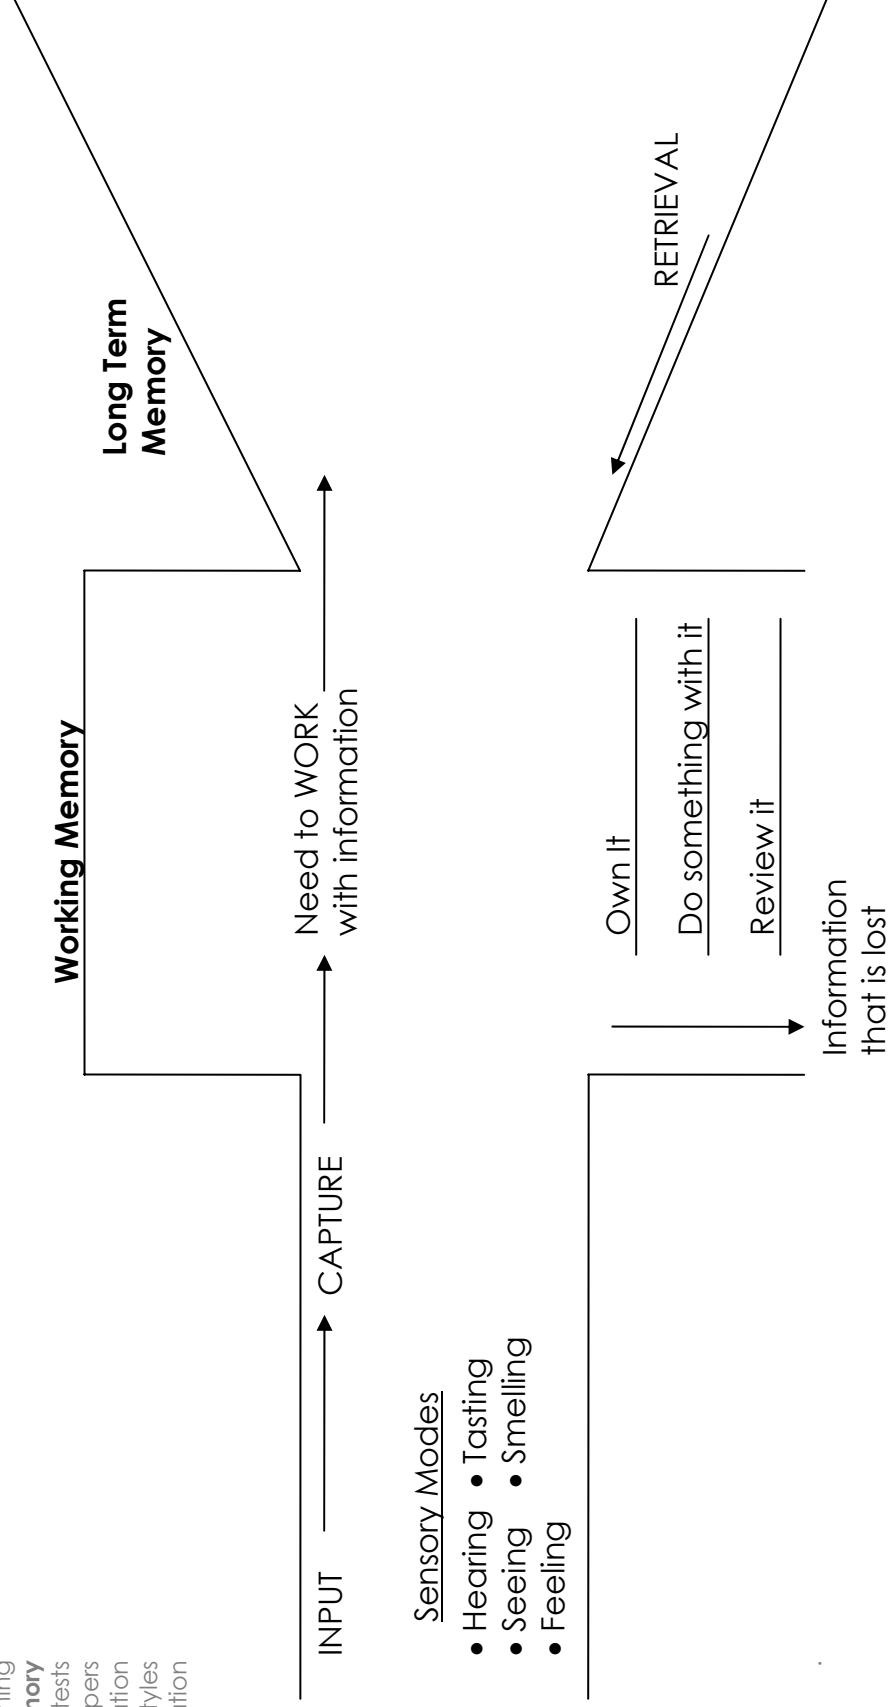 Working Memory
Long Term
Memory
INPUT
CAPTURE
Need to WORK
with information
Sensory Modes
• Hearing • Tasting
• Seeing • Smelling
• Feeling
Own It
Do something with it
Review it
Information
that is lost
RETRIEVAL